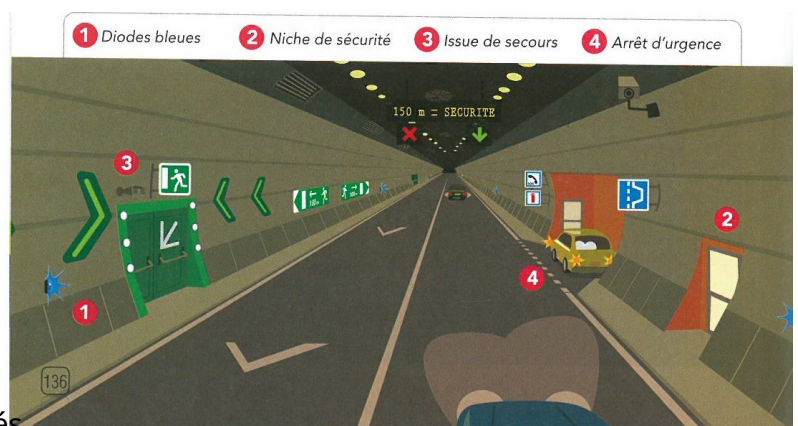 1 Diodes bleues 2 Niche de sécurité 3 Issue de secours 4 Arrêt d'urgence
150 m = SECURITE
3
2
4
1
136
és